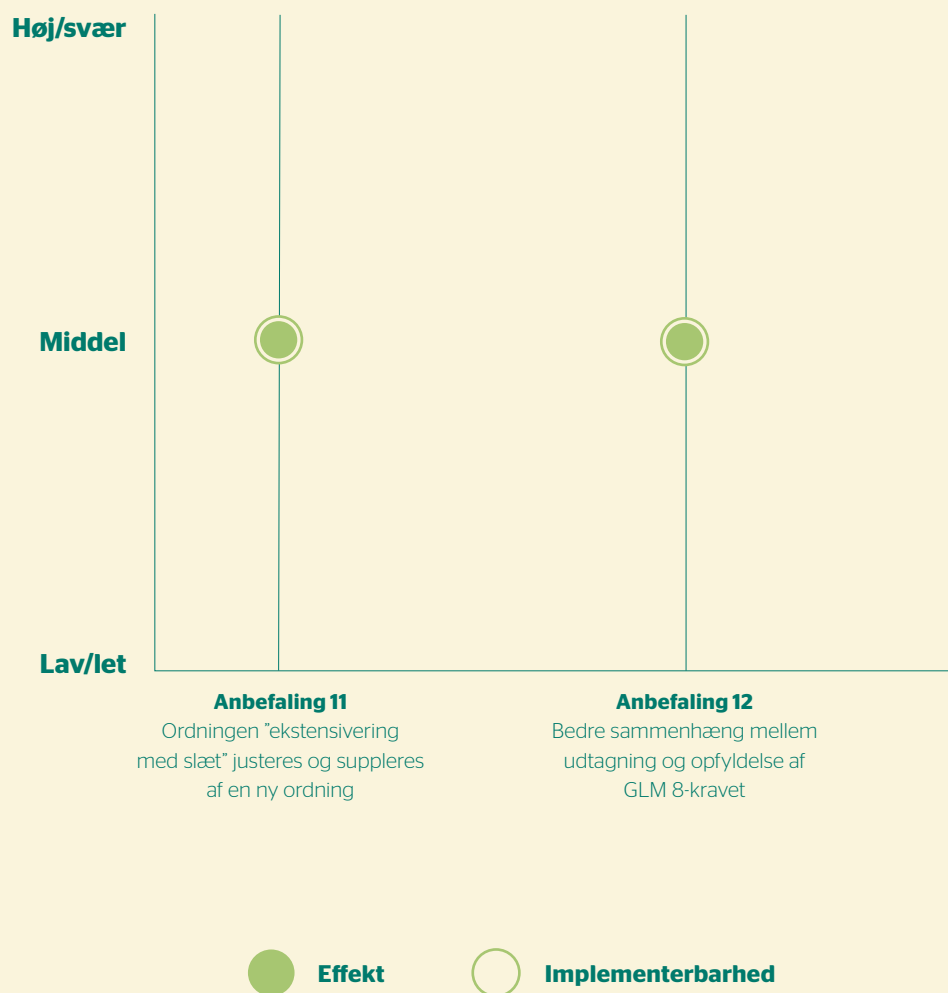 Høj/svær
Middel
Lav/let
Anbefaling 11
Ordningen ”ekstensivering
med slæt” justeres og suppleres
af en ny ordning
Anbefaling 12
Bedre sammenhæng mellem
udtagning og opfyldelse af
GLM 8-kravet
Effekt
Implementerbarhed